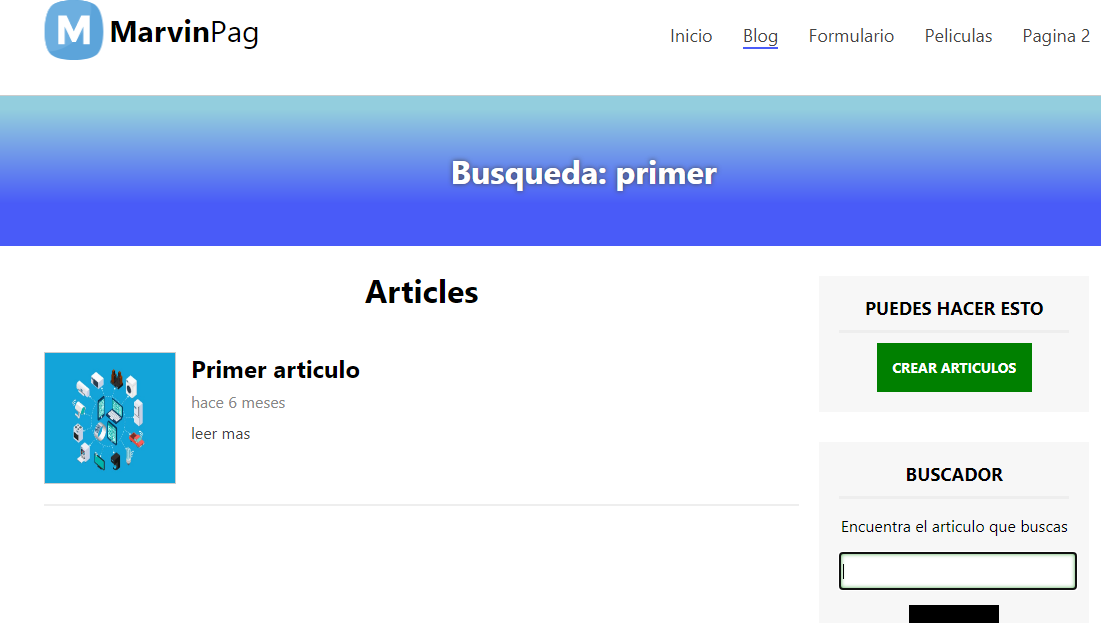 M MarvinPag
Inicio Blog Formulario Peliculas Pagina 2
Busqueda: primer
Articles
Primer articulo
hace 6 meses
leer mas
PUEDES HACER ESTO
CREAR ARTICULOS
BUSCADOR
Encuentra el articulo que buscas